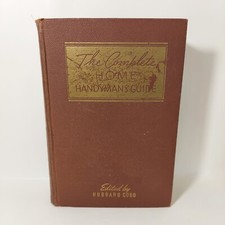 The Complete
HOME
HANDYMAN'S GUIDE
Edited by
HUBBARD COBB